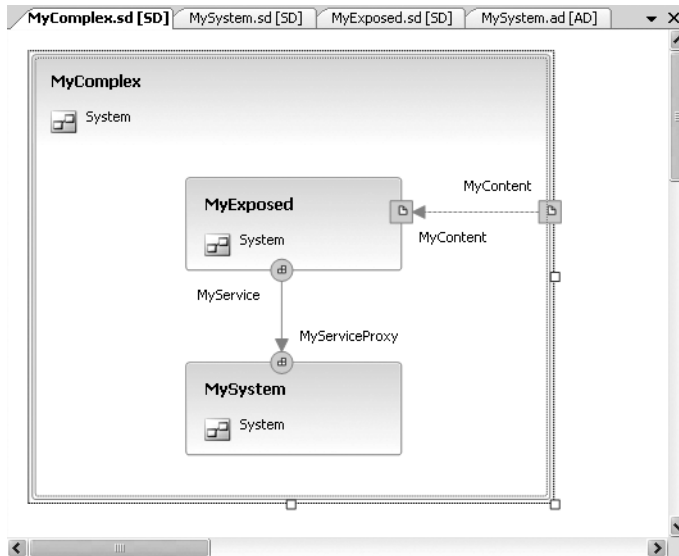 MyComplex.sd [SD] MySystem.sd [SD] MyExposed.sd [SD] MySystem.ad [AD]
MyComplex
System
MyContent
MyExposed
System
MyContent
MyService
MyServiceProxy
MySystem
System